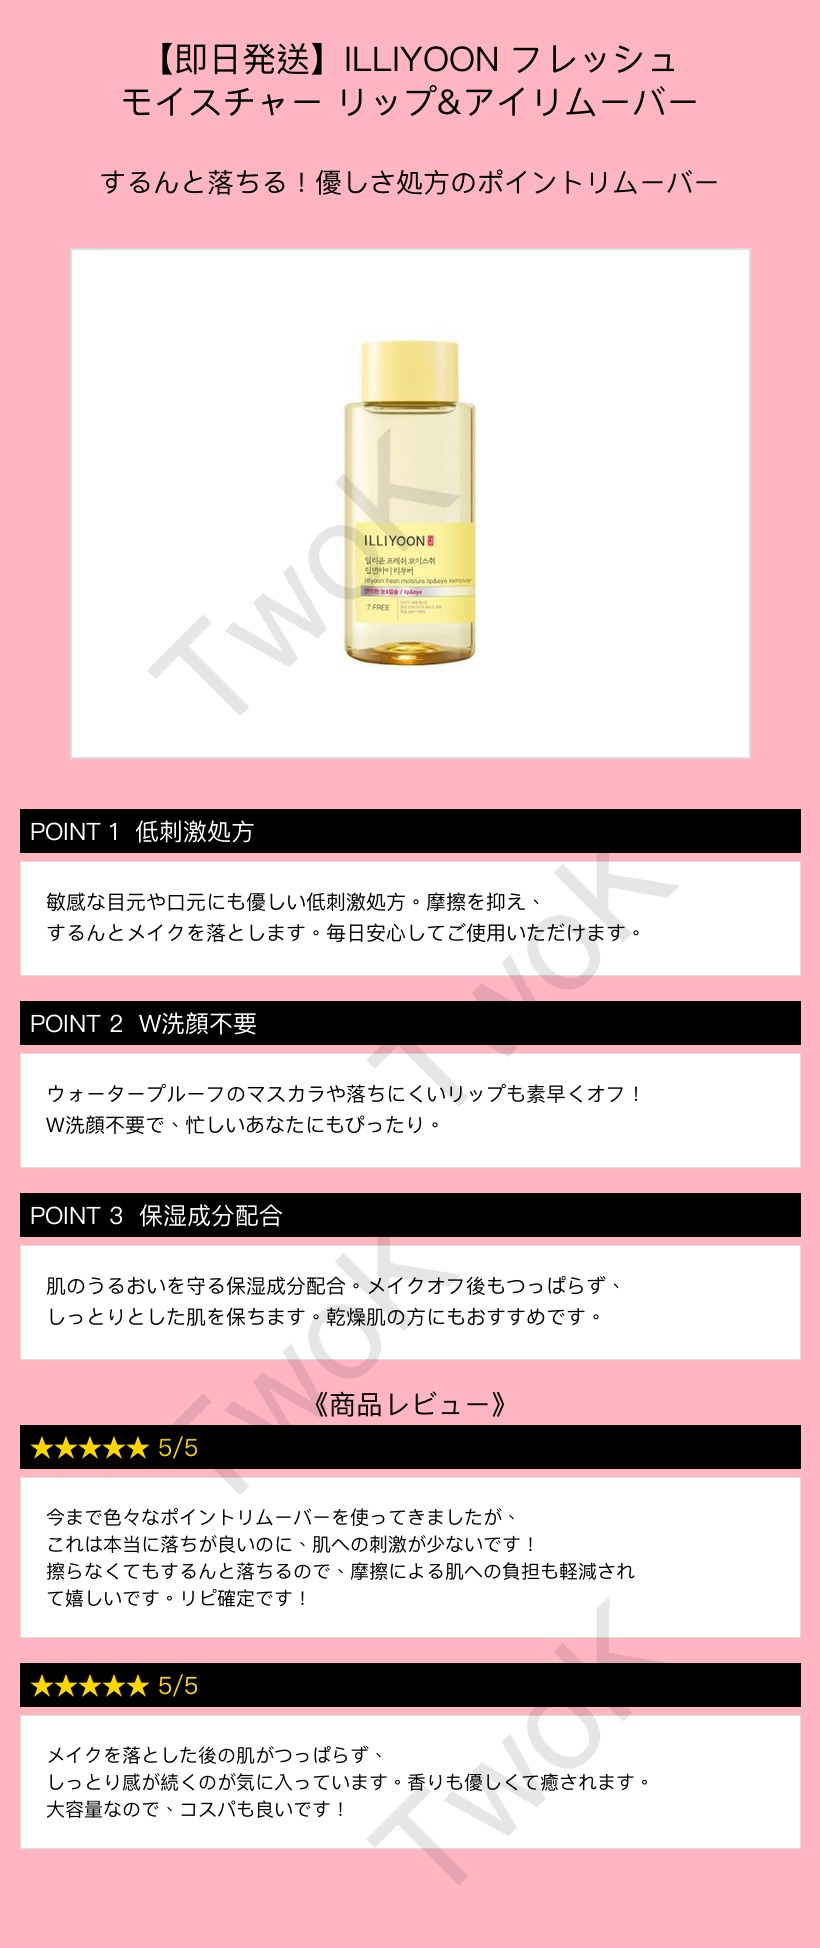 【即日発送】ILLIYOON フレッシュ
モイスチャー リップ&アイリムーバー
するんと落ちる！優しさ処方のポイントリムーバー
ILLIYOON
일리윤 프레쉬 모이스춰
립앤아이 리무버
Illiyoon fresh moisture lip&eye remover
연약한 눈&입술 / lip&eye
7 FREE
TwoK
POINT 1 低刺激処方
敏感な目元や口元にも優しい低刺激処方。摩擦を抑え、
するんとメイクを落とします。毎日安心してご使用いただけます。
TwoK
POINT 2 W洗顔不要
ウォータープルーフのマスカラや落ちにくいリップも素早くオフ！
W洗顔不要で、忙しいあなたにもぴったり。
POINT 3 保湿成分配合
肌のうるおいを守る保湿成分配合。メイクオフ後もつっぱらず、
しっとりとした肌を保ちます。乾燥肌の方にもおすすめです。
TwoK
《商品レビュー》
★★★★★ 5/5
今まで色々なポイントリムーバーを使ってきましたが、
これは本当に落ちが良いのに、肌への刺激が少ないです！
擦らなくてもするんと落ちるので、摩擦による肌への負担も軽減され
て嬉しいです。リピ確定です！
★★★★★ 5/5
メイクを落とした後の肌がつっぱらず、
しっとり感が続くのが気に入っています。香りも優しくて癒されます。
大容量なので、コスパも良いです！
TwoK